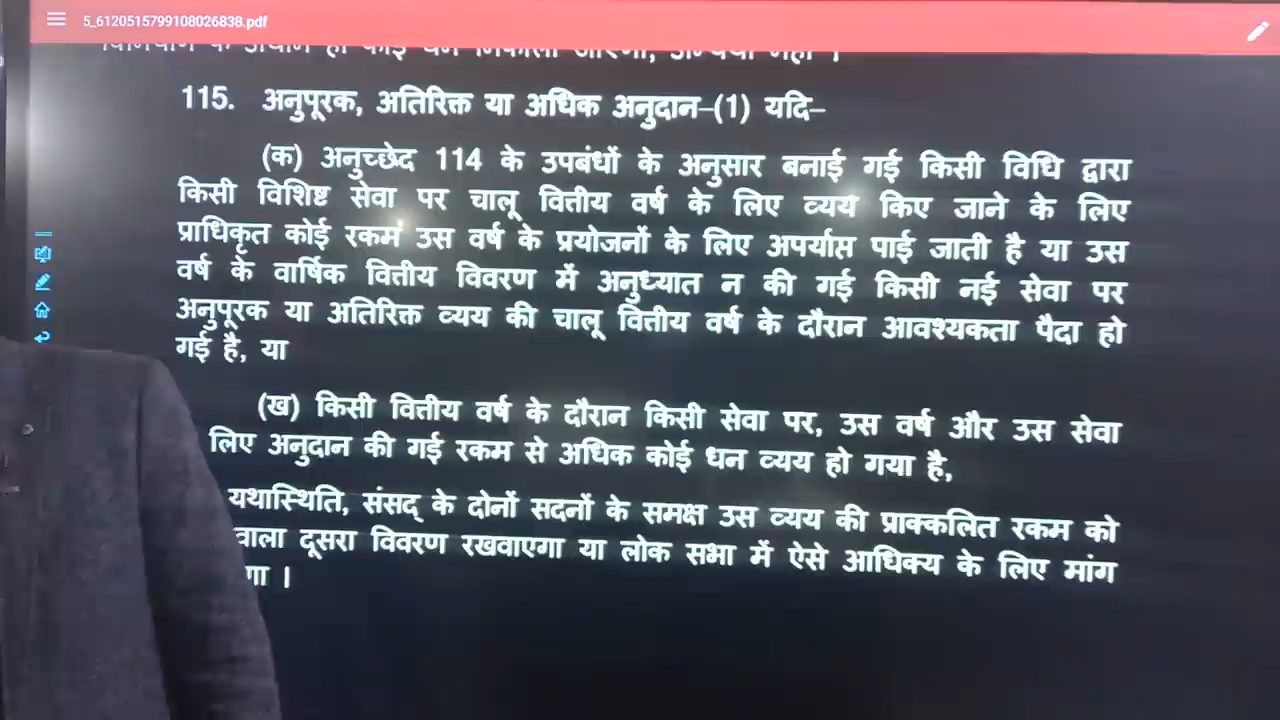 5_6120515799108026838.pdf
115. अनुपूरक, अतिरिक्त या अधिक अनुदान–(1) यदि–
(क) अनुच्छेद 114 के उपबंधों के अनुसार बनाई गई किसी विधि द्वारा
किसी विशिष्ट सेवा पर चालू वित्तीय वर्ष के लिए व्यय किए जाने के लिए
प्राधिकृत कोई रकम उस वर्ष के प्रयोजनों के लिए अपर्याप्त पाई जाती है या उस
वर्ष के वार्षिक वित्तीय विवरण में अनुध्यात न की गई किसी नई सेवा पर
अनुपूरक या अतिरिक्त व्यय की चालू वित्तीय वर्ष के दौरान आवश्यकता पैदा हो
गई है, या
(ख) किसी वित्तीय वर्ष के दौरान किसी सेवा पर, उस वर्ष और उस सेवा
लिए अनुदान की गई रकम से अधिक कोई धन व्यय हो गया है,
यथास्थिति, संसद् के दोनों सदनों के समक्ष उस व्यय की प्राक्कलित रकम को
वाला दूसरा विवरण रखवाएगा या लोक सभा में ऐसे आधिक्य के लिए मांग
गा ।